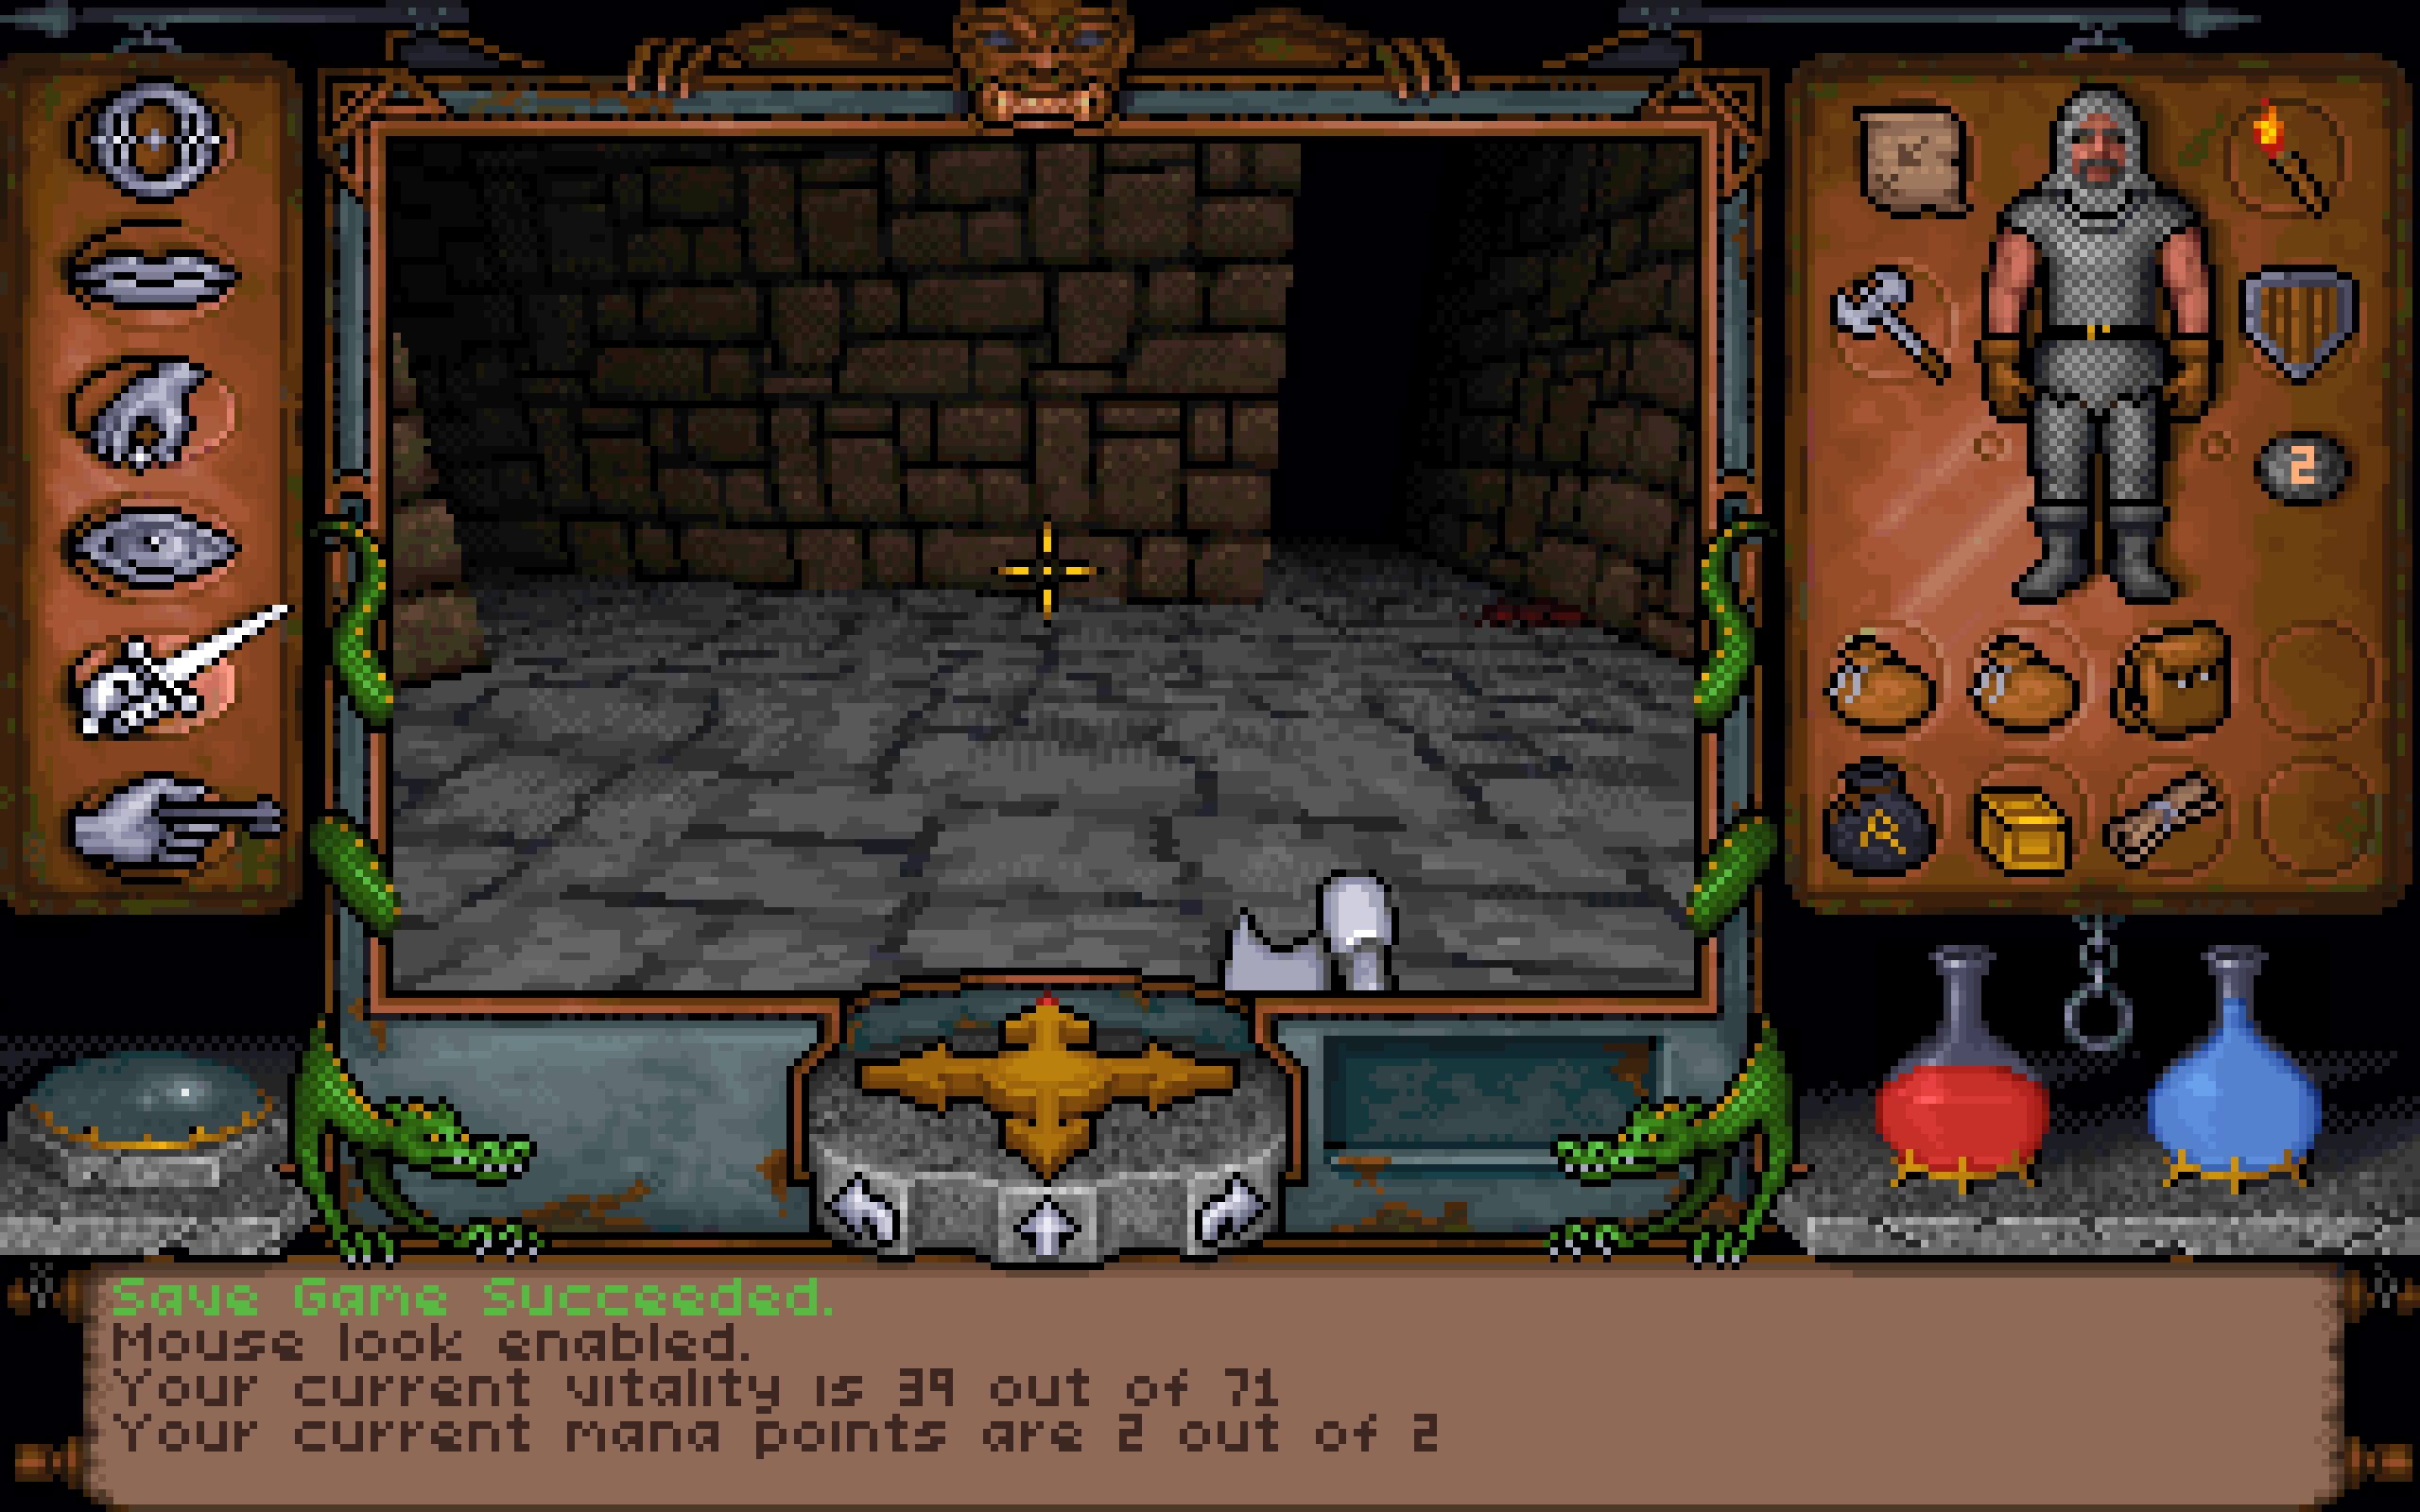 2
A
Save Game Succeeded.
Mouse look enabled.
Your current vitality is 39 out of 71
Your current mana points are 2 out of 2